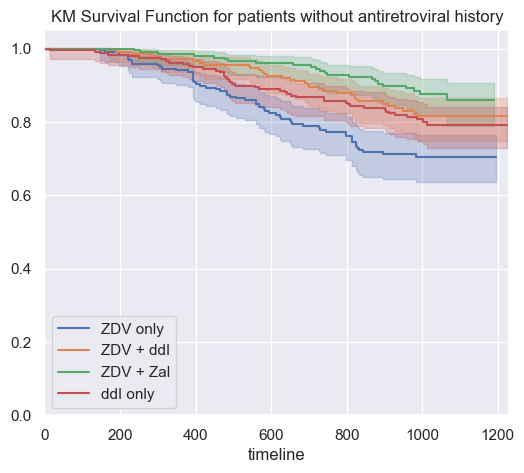 KM Survival Function for patients without antiretroviral history
1.0
0.8
0.6
0.4
0.2
0.0
ZDV only
ZDV + ddI
ZDV + Zal
ddI only
0 200 400 600 800 1000 1200
timeline